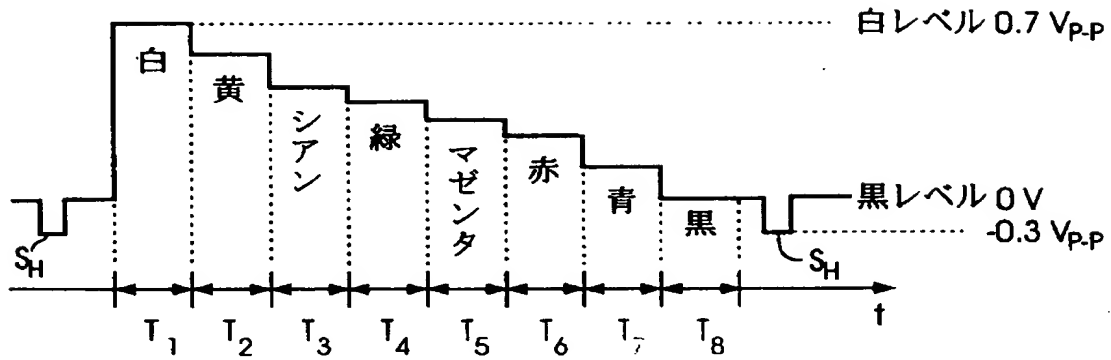 白レベル 0.7 VP-P
白
黄
シアン
緑
マゼンタ
赤
青
黒
黒レベル 0 V
-0.3 VP-P
SH
SH
t
T1 T2 T3 T4 T5 T6 T7 T8